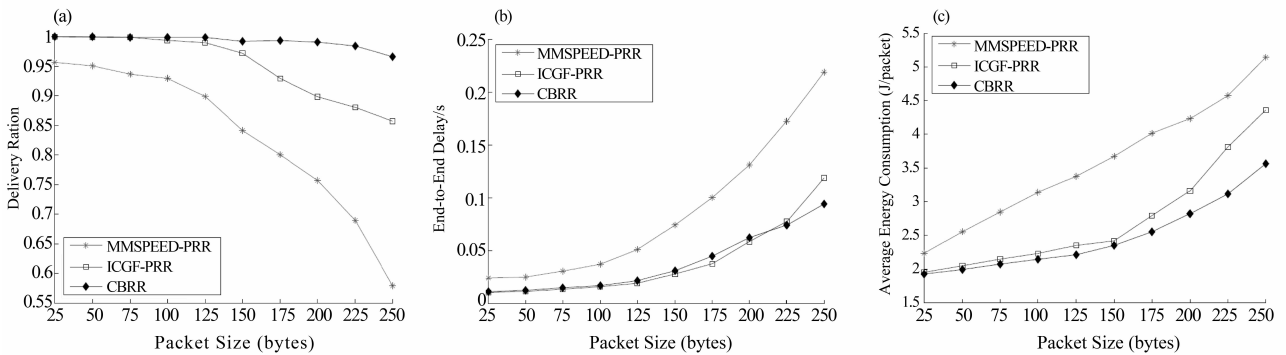 (a)
1
0.95
0.9
0.85
0.8
0.75
0.7
0.65
0.6
0.55
Delivery Ration
MMSPEED-PRR
ICGF-PRR
CBRR
25 50 75 100 125 150 175 200 225 250
Packet Size (bytes)
(b)
0.25
0.2
0.15
0.1
0.05
0
End-to-End Delay/s
MMSPEED-PRR
ICGF-PRR
CBRR
25 50 75 100 125 150 175 200 225 250
Packet Size (bytes)
(c)
5.5
5
4.5
4
3.5
3
2.5
2
1.5
Average Energy Consumption (J/packet)
MMSPEED-PRR
ICGF-PRR
CBRR
25 50 75 100 125 150 175 200 225 250
Packet Size (bytes)